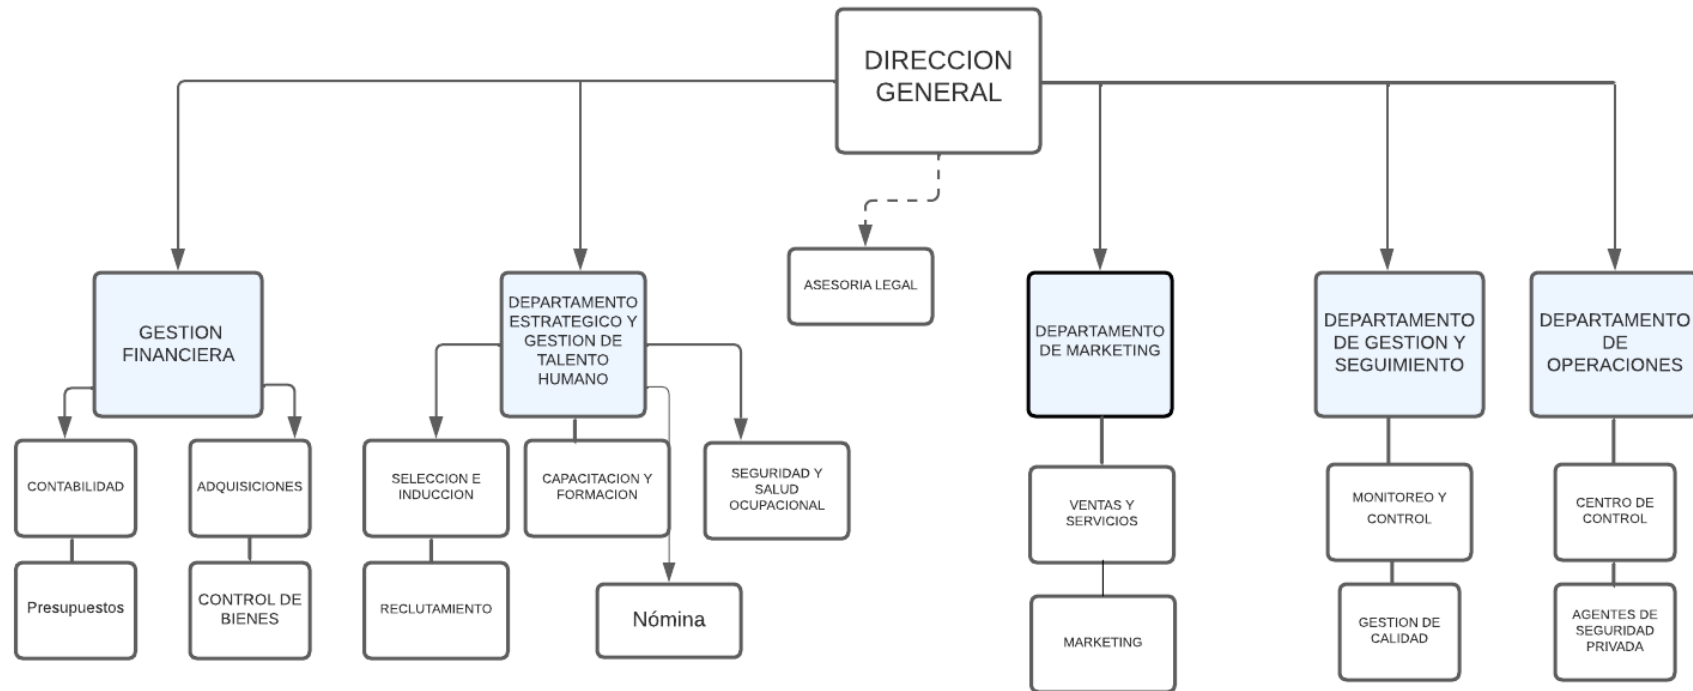 DIRECCION
GENERAL
ASESORIA LEGAL
GESTION
FINANCIERA
DEPARTAMENTO
ESTRATEGICO Y
GESTION DE
TALENTO
HUMANO
DEPARTAMENTO
DE MARKETING
DEPARTAMENTO
DE GESTION Y
SEGUIMIENTO
DEPARTAMENTO
DE
OPERACIONES
CONTABILIDAD
ADQUISICIONES
SELECCION E
INDUCCION
CAPACITACION Y
FORMACION
SEGURIDAD Y
SALUD
OCUPACIONAL
VENTAS Y
SERVICIOS
MONITOREO Y
CONTROL
CENTRO DE
CONTROL
Presupuestos
CONTROL DE
BIENES
RECLUTAMIENTO
Nómina
MARKETING
GESTION DE
CALIDAD
AGENTES DE
SEGURIDAD
PRIVADA